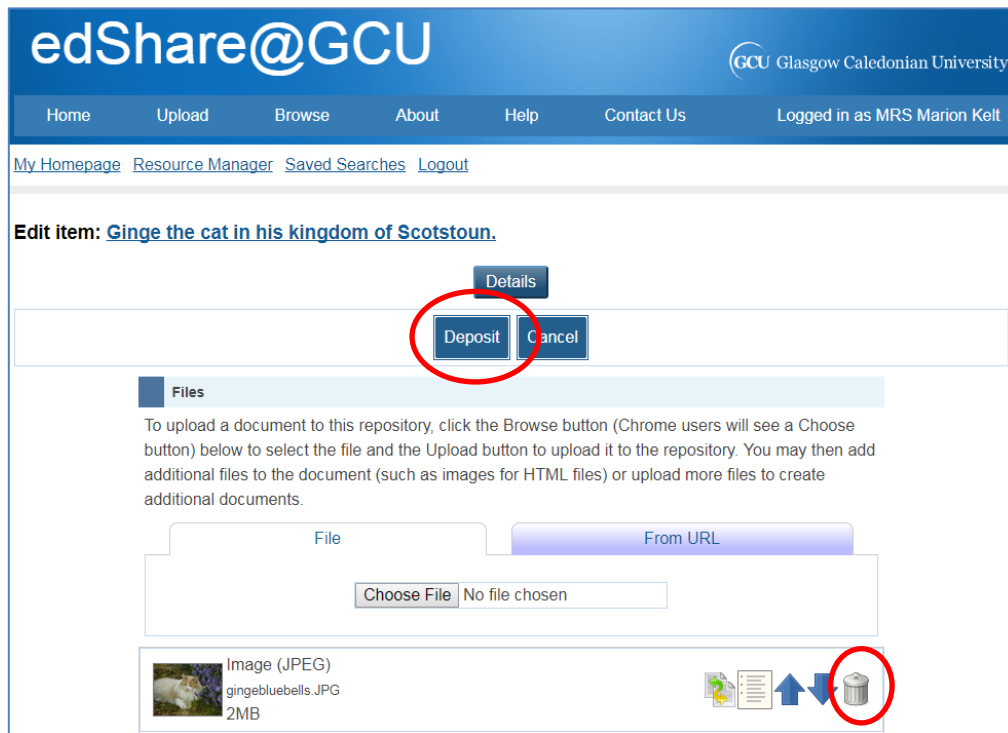 edShare@GCU
GCU Glasgow Caledonian University
Home Upload Browse About Help Contact Us Logged in as MRS Marion Kelt
My Homepage Resource Manager Saved Searches Logout
Edit item: Ginge the cat in his kingdom of Scotstoun.
Details
Deposit Cancel
Files
To upload a document to this repository, click the Browse button (Chrome users will see a Choose
button) below to select the file and the Upload button to upload it to the repository. You may then add
additional files to the document (such as images for HTML files) or upload more files to create
additional documents.
File From URL
Choose File No file chosen
Image (JPEG)
gingebluebells.JPG
2MB